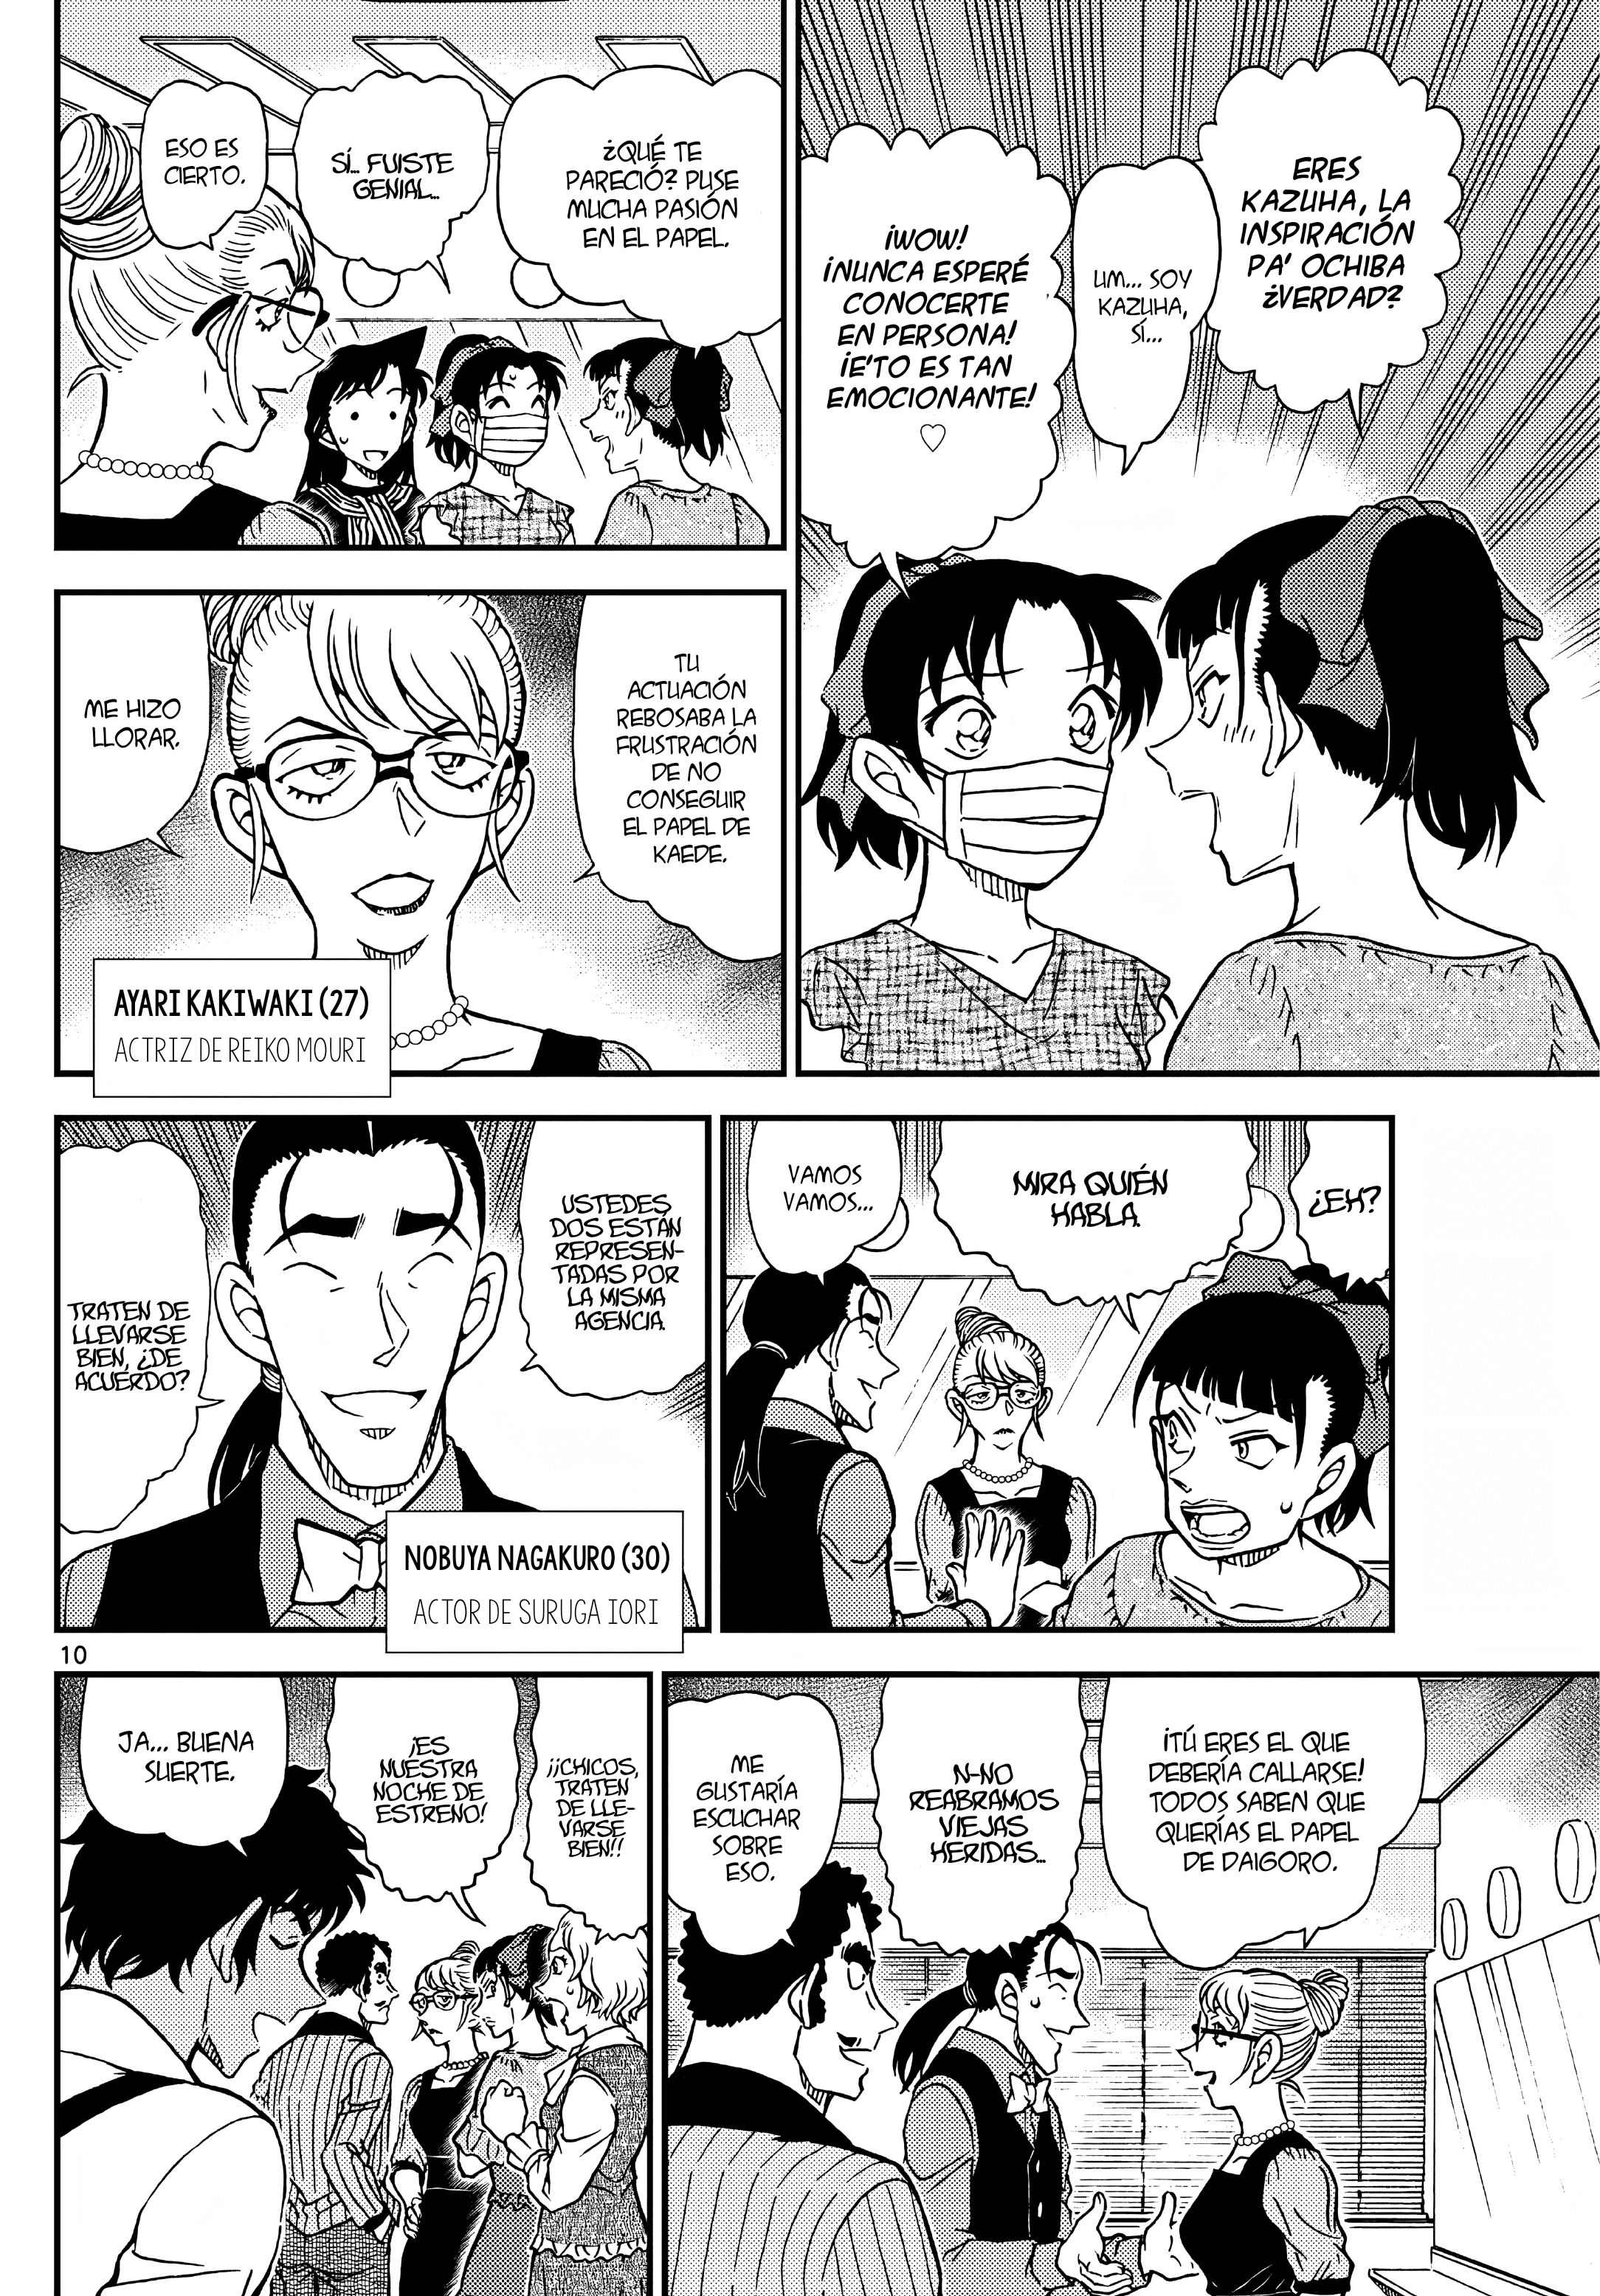 ERES
KAZUHA, LA
INSPIRACIÓN
PA' OCHIBA
¿VERDAD?
UM... SOY
KAZUHA,
SÍ...
¡WOW!
¡NUNCA ESPERÉ
CONOCERTE
EN PERSONA!
¡E'TO ES TAN
EMOCIONANTE!
♡
¿QUÉ TE
PARECIÓ? PUSE
MUCHA PASIÓN
EN EL PAPEL.
SÍ... FUISTE
GENIAL...
ESO ES
CIERTO.
TU
ACTUACIÓN
REBOSABA LA
FRUSTRACIÓN
DE NO
CONSEGUIR
EL PAPEL DE
KAEDE.
ME HIZO
LLORAR.
AYARI KAKIWAKI (27)
ACTRIZ DE REIKO MOURI
¿EH?
MIRA QUIÉN
HABLA.
VAMOS
VAMOS...
USTEDES
DOS ESTÁN
REPRESEN-
TADAS POR
LA MISMA
AGENCIA.
TRATEN DE
LLEVARSE
BIEN, ¿DE
ACUERDO?
NOBUYA NAGAKURO (30)
ACTOR DE SURUGA IORI
10
¡TÚ ERES EL QUE
DEBERÍA CALLARSE!
TODOS SABEN QUE
QUERÍAS EL PAPEL
DE DAIGORO.
N-NO
REABRAMOS
VIEJAS
HERIDAS...
ME
GUSTARÍA
ESCUCHAR
SOBRE
ESO.
¡¡CHICOS,
TRATEN
DE LLE-
VARSE
BIEN!!
¡ES
NUESTRA
NOCHE DE
ESTRENO!
JA... BUENA
SUERTE.